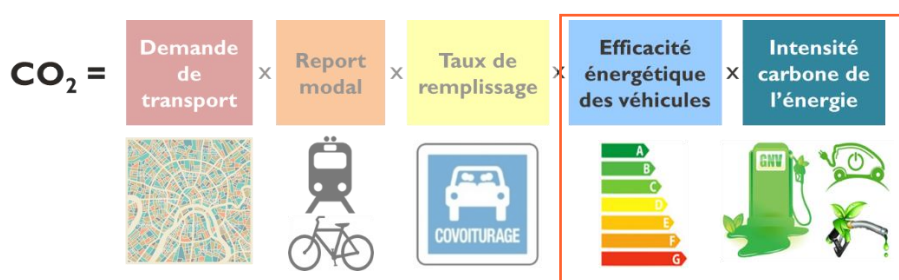 CO₂ =
Demande
de
transport
x
Report
modal
x
Taux de
remplissage
x
Efficacité
énergétique
des véhicules
x
Intensité
carbone de
l'énergie
COVOITURAGE
A
B
C
D
E
F
G
GNV